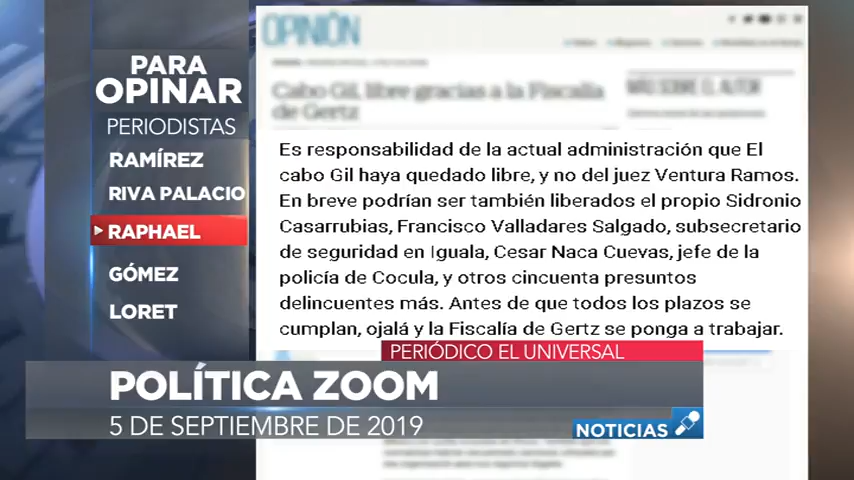 PARA
OPINAR
PERIODISTAS
RAMÍREZ
RIVA PALACIO
RAPHAEL
GÓMEZ
LORET
OPINIÓN
Cabo Gil, libre gracias a la Fiscalía
de Gertz
MÁS SOBRE EL AUTOR
Es responsabilidad de la actual administración que El
cabo Gil haya quedado libre, y no del juez Ventura Ramos.
En breve podrían ser también liberados el propio Sidronio
Casarrubias, Francisco Valladares Salgado, subsecretario
de seguridad en Iguala, Cesar Naca Cuevas, jefe de la
policía de Cocula, y otros cincuenta presuntos
delincuentes más. Antes de que todos los plazos se
cumplan, ojalá y la Fiscalía de Gertz se ponga a trabajar.
PERIÓDICO EL UNIVERSAL
POLÍTICA ZOOM
5 DE SEPTIEMBRE DE 2019
NOTICIAS